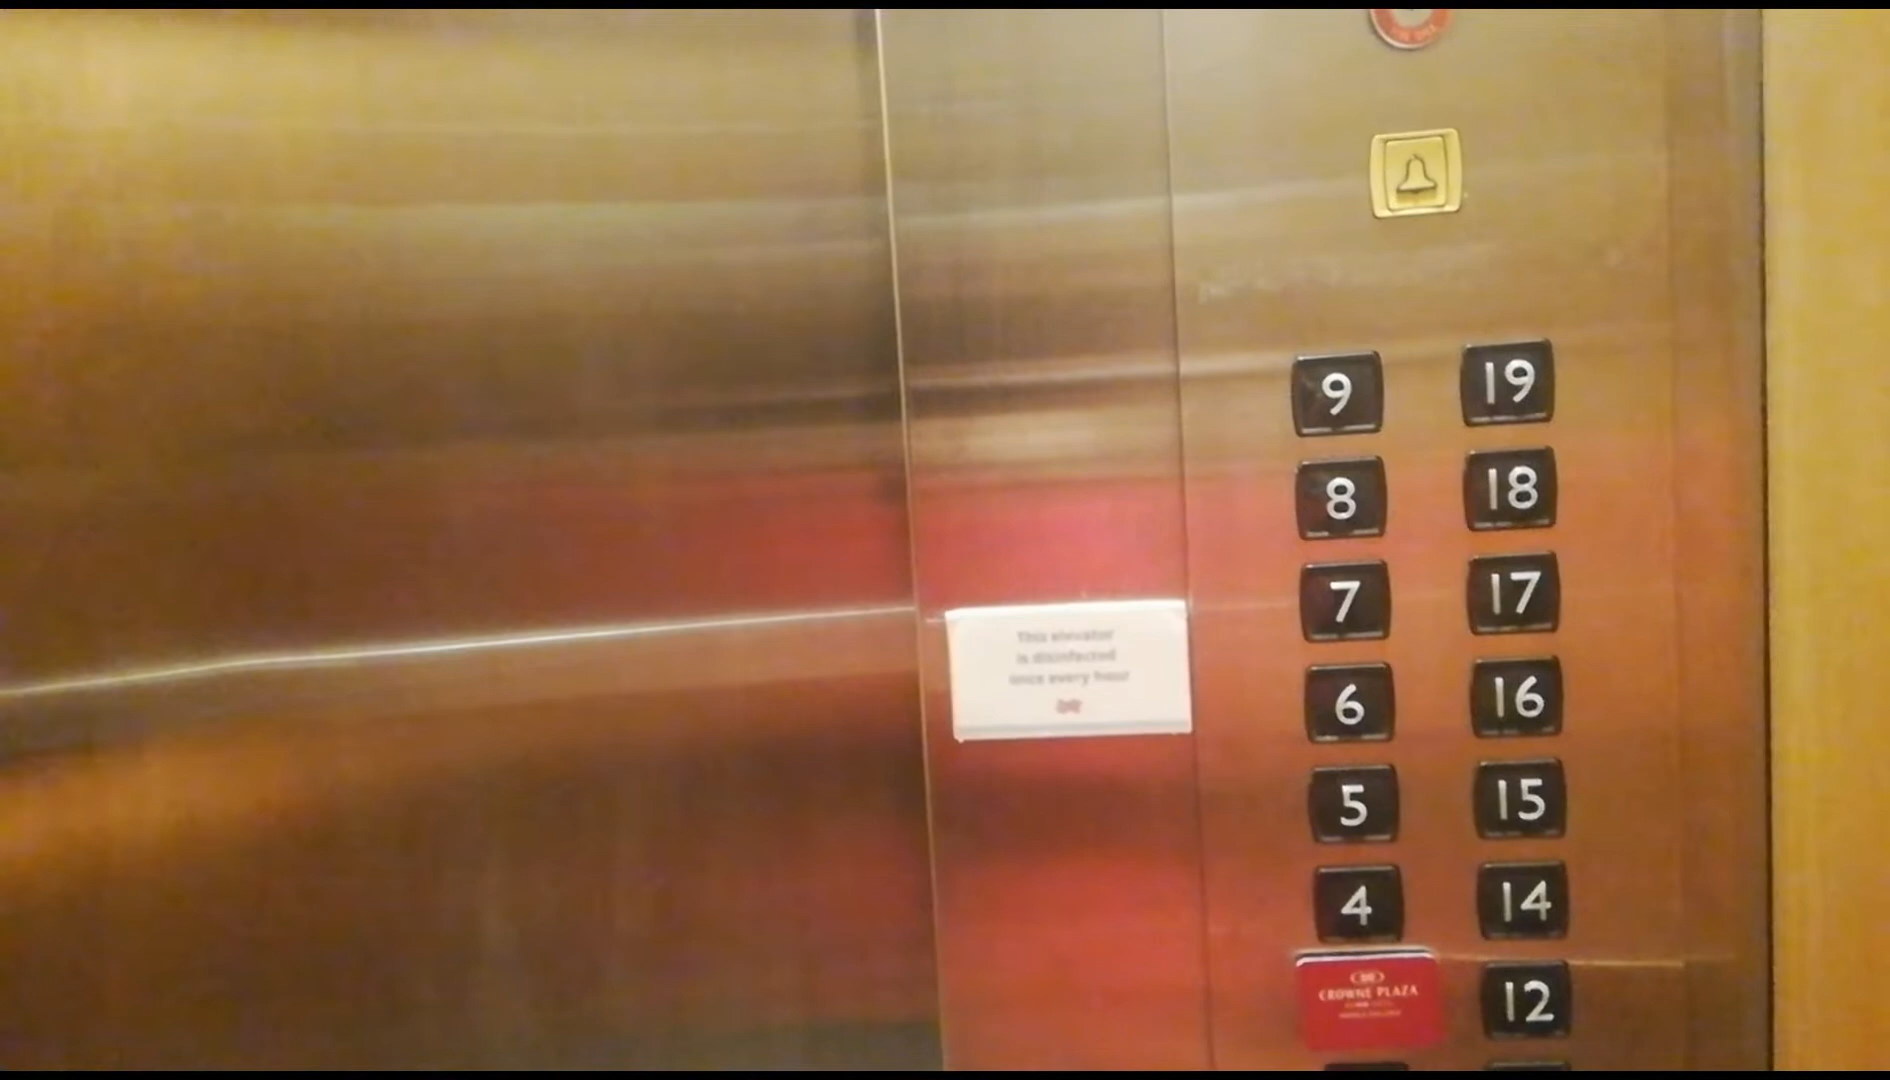 9 19
8 18
7 17
This elevator
is disinfected
once every hour
6 16
5 15
4 14
CROWNE PLAZA
12